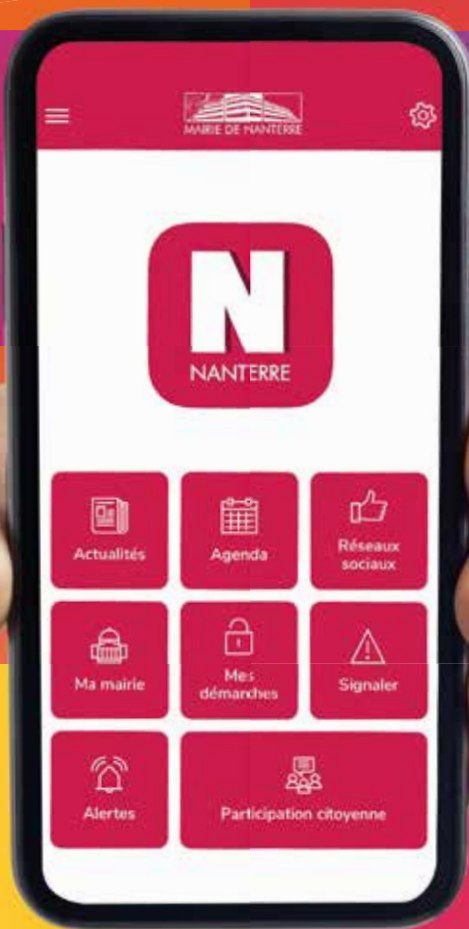 MAIRIE DE NANTERRE
N
NANTERRE
Actualités
Agenda
Réseaux
sociaux
Ma mairie
Mes
démarches
Signaler
Alertes
Participation citoyenne